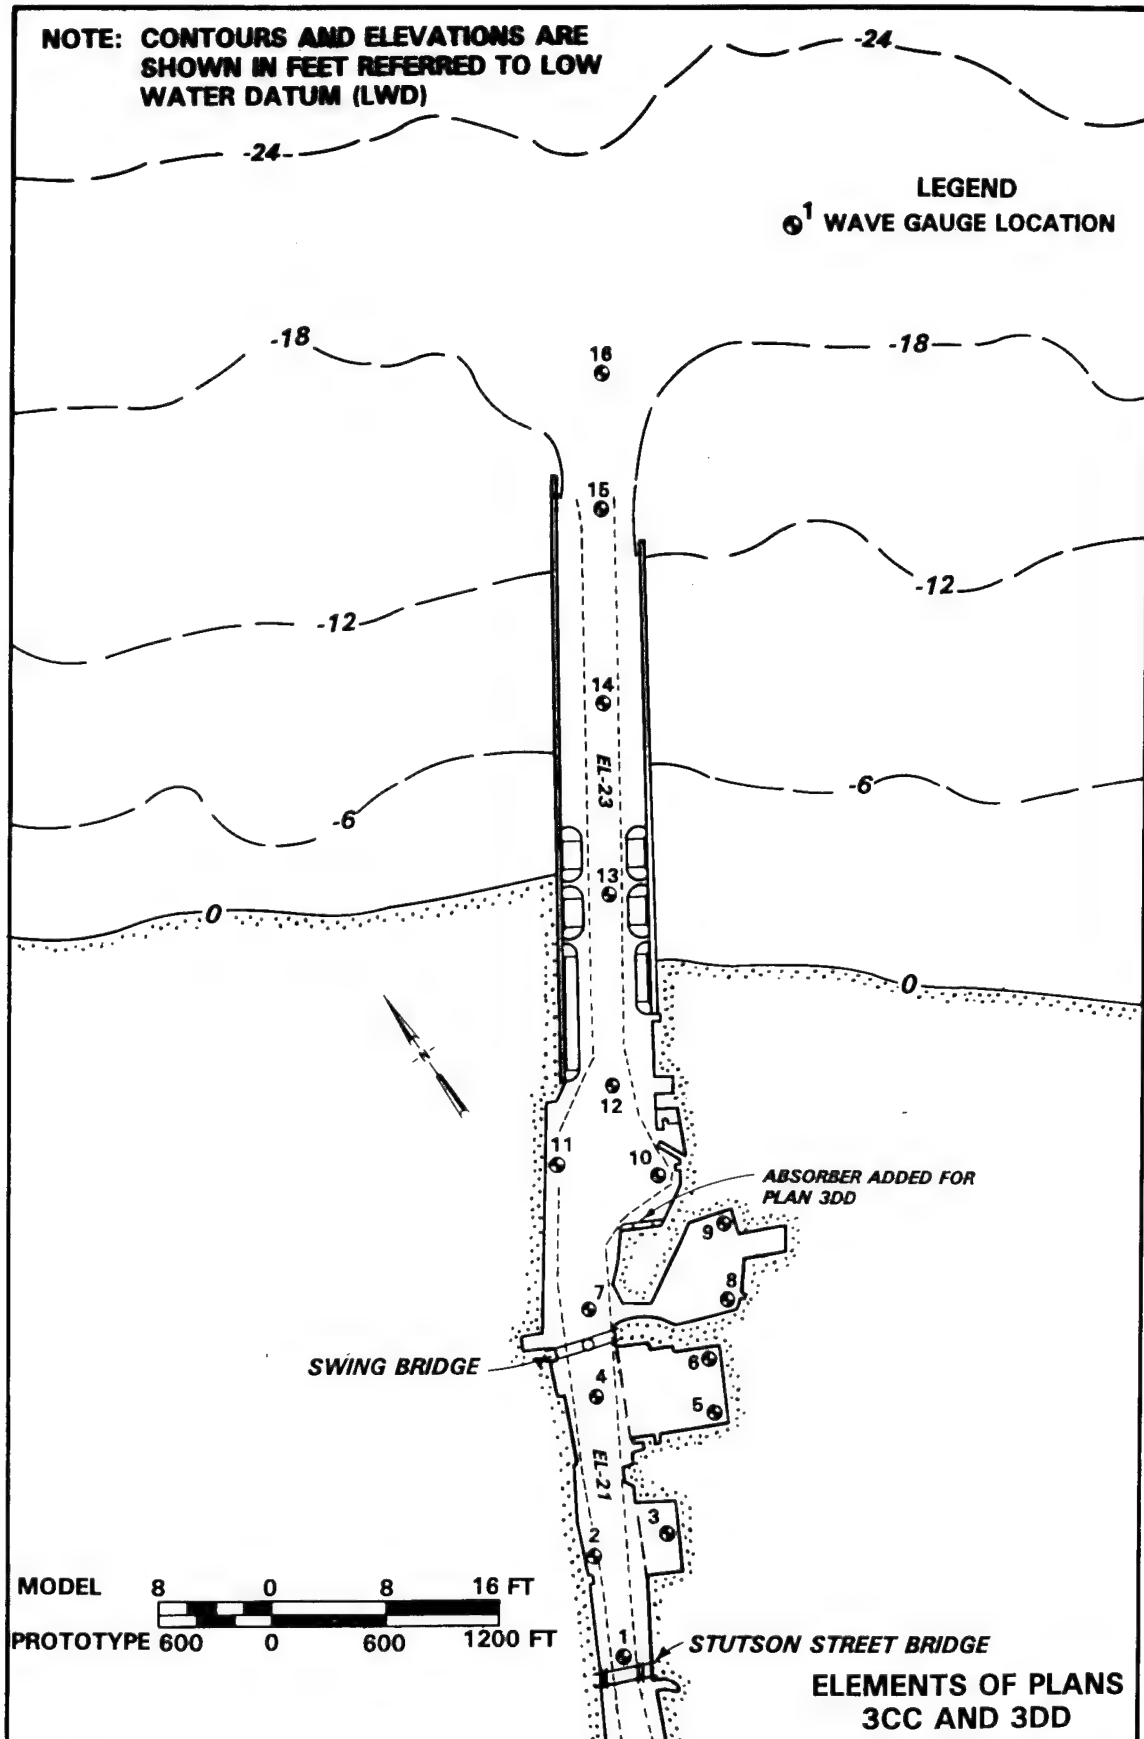 NOTE: CONTOURS AND ELEVATIONS ARE
SHOWN IN FEET REFERRED TO LOW
WATER DATUM (LWD)
-24
-24
LEGEND
1 WAVE GAUGE LOCATION
-18
-18
16
15
-12
-12
14
EL-23
-6
-6
13
0
0
N
12
11
10
ABSORBER ADDED FOR
PLAN 3DD
9
8
7
SWING BRIDGE
6
4
5
EL-21
3
2
MODEL 8 0 8 16 FT
PROTOTYPE 600 0 600 1200 FT
1
STUTSON STREET BRIDGE
ELEMENTS OF PLANS
3CC AND 3DD